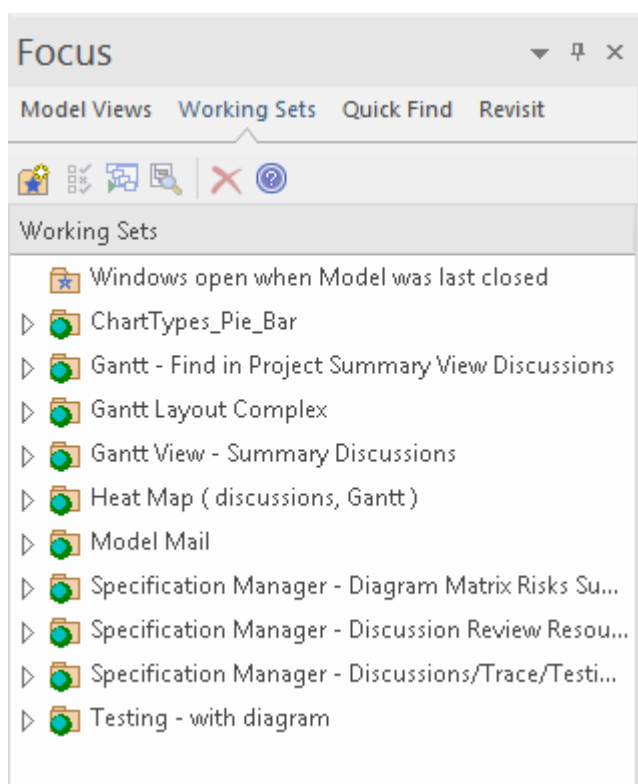 Focus
Model Views Working Sets Quick Find Revisit
Working Sets
Windows open when Model was last closed
ChartTypes_Pie_Bar
Gantt - Find in Project Summary View Discussions
Gantt Layout Complex
Gantt View - Summary Discussions
Heat Map ( discussions, Gantt )
Model Mail
Specification Manager - Diagram Matrix Risks Su...
Specification Manager - Discussion Review Resou...
Specification Manager - Discussions/Trace/Testi...
Testing - with diagram